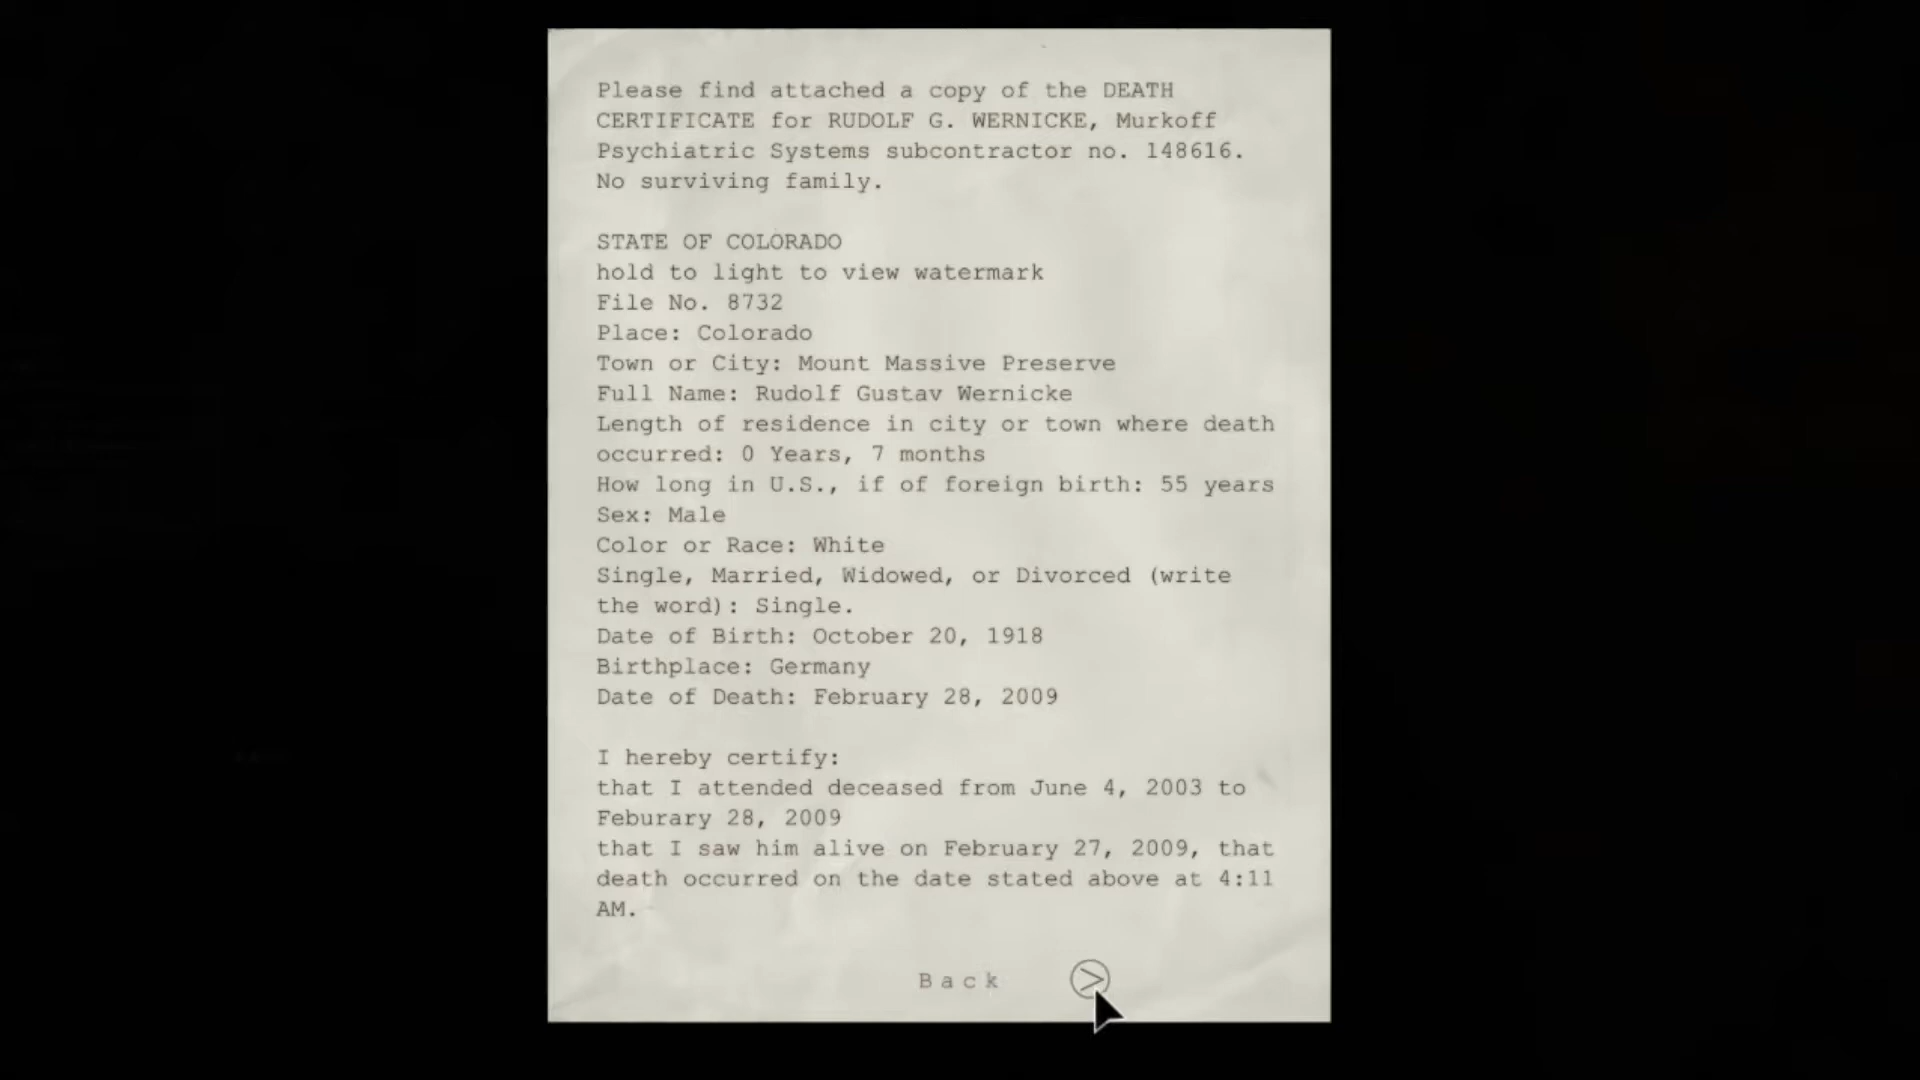 Please find attached a copy of the DEATH
CERTIFICATE for RUDOLF G. WERNICKE, Murkoff
Psychiatric Systems subcontractor no. 148616.
No surviving family.
STATE OF COLORADO
hold to light to view watermark
File No. 8732
Place: Colorado
Town or City: Mount Massive Preserve
Full Name: Rudolf Gustav Wernicke
Length of residence in city or town where death
occurred: 0 Years, 7 months
How long in U.S., if of foreign birth: 55 years
Sex: Male
Color or Race: White
Single, Married, Widowed, or Divorced (write
the word): Single.
Date of Birth: October 20, 1918
Birthplace: Germany
Date of Death: February 28, 2009
I hereby certify:
that I attended deceased from June 4, 2003 to
Feburary 28, 2009
that I saw him alive on February 27, 2009, that
death occurred on the date stated above at 4:11
AM.
Back >